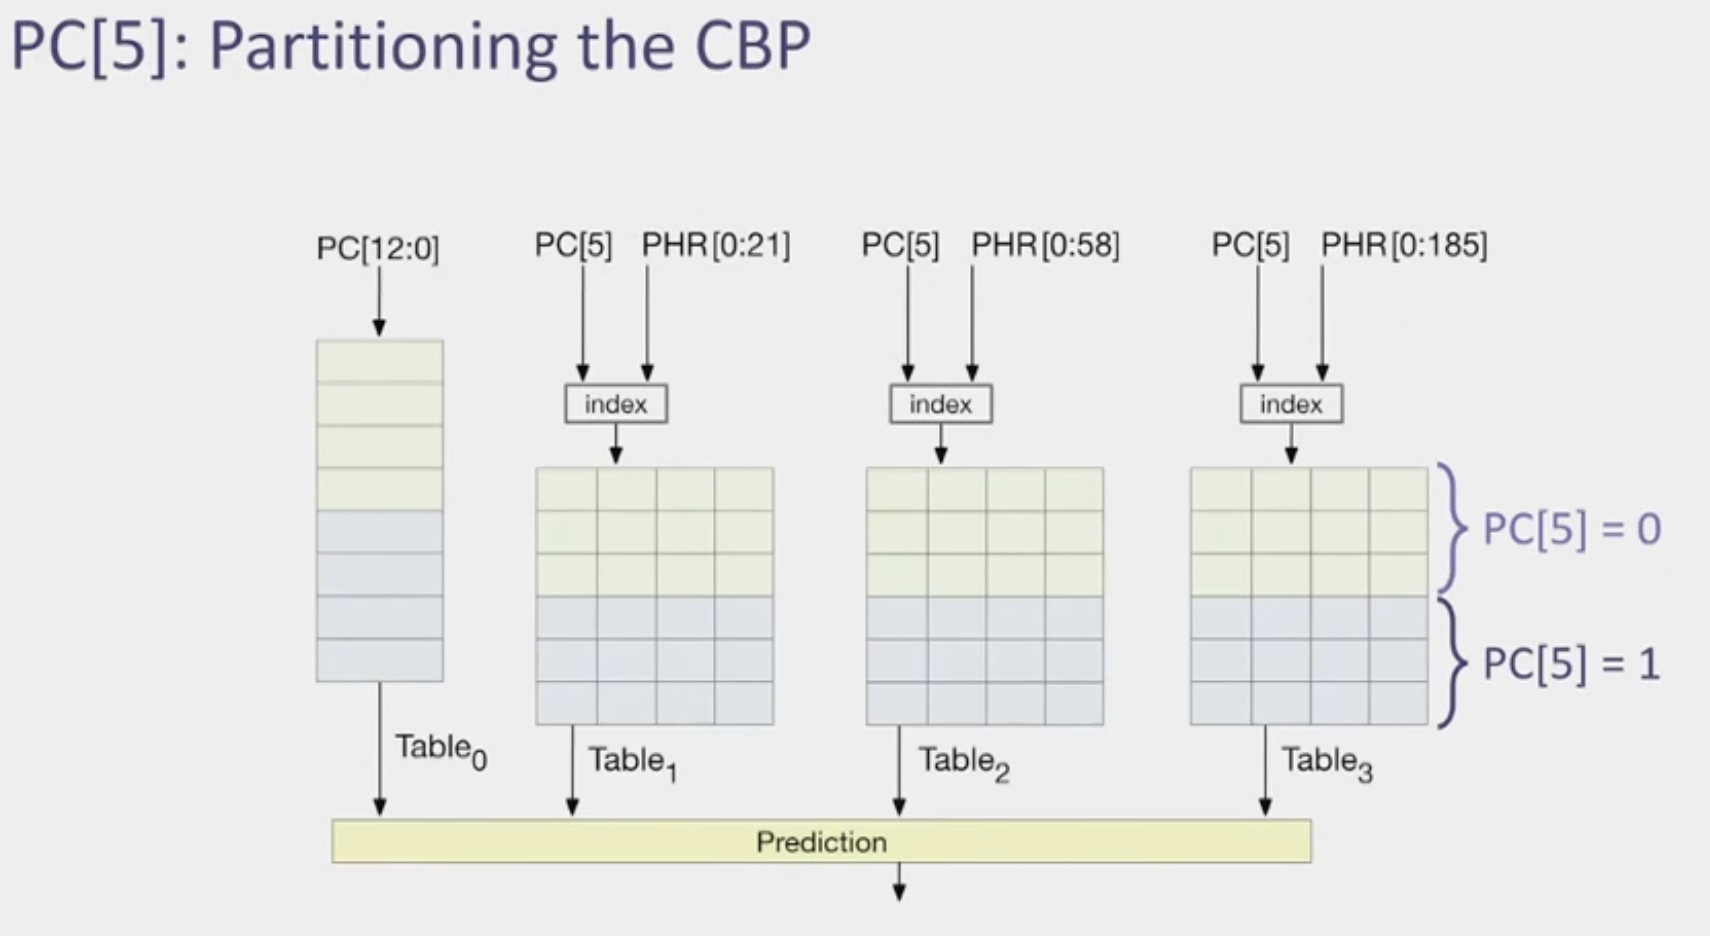 PC[5]: Partitioning the CBP
PC[12:0]
PC[5] PHR[0:21]
PC[5] PHR[0:58]
PC[5] PHR[0:185]
index
index
index
PC[5] = 0
PC[5] = 1
Table0
Table1
Table2
Table3
Prediction